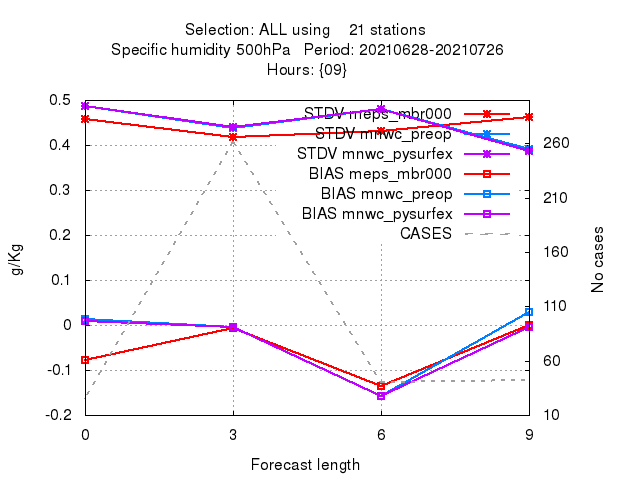 Selection: ALL using    21 stations
Specific humidity 500hPa   Period: 20210628-20210726
Hours: {09}
0.5
0.4
0.3
0.2
0.1
0
-0.1
-0.2
g/Kg
STDV meps_mbr000
STDV mnwc_preop
STDV mnwc_pysurfex
BIAS meps_mbr000
BIAS mnwc_preop
BIAS mnwc_pysurfex
CASES
260
210
160
110
60
10
No cases
0 3 6 9
Forecast length